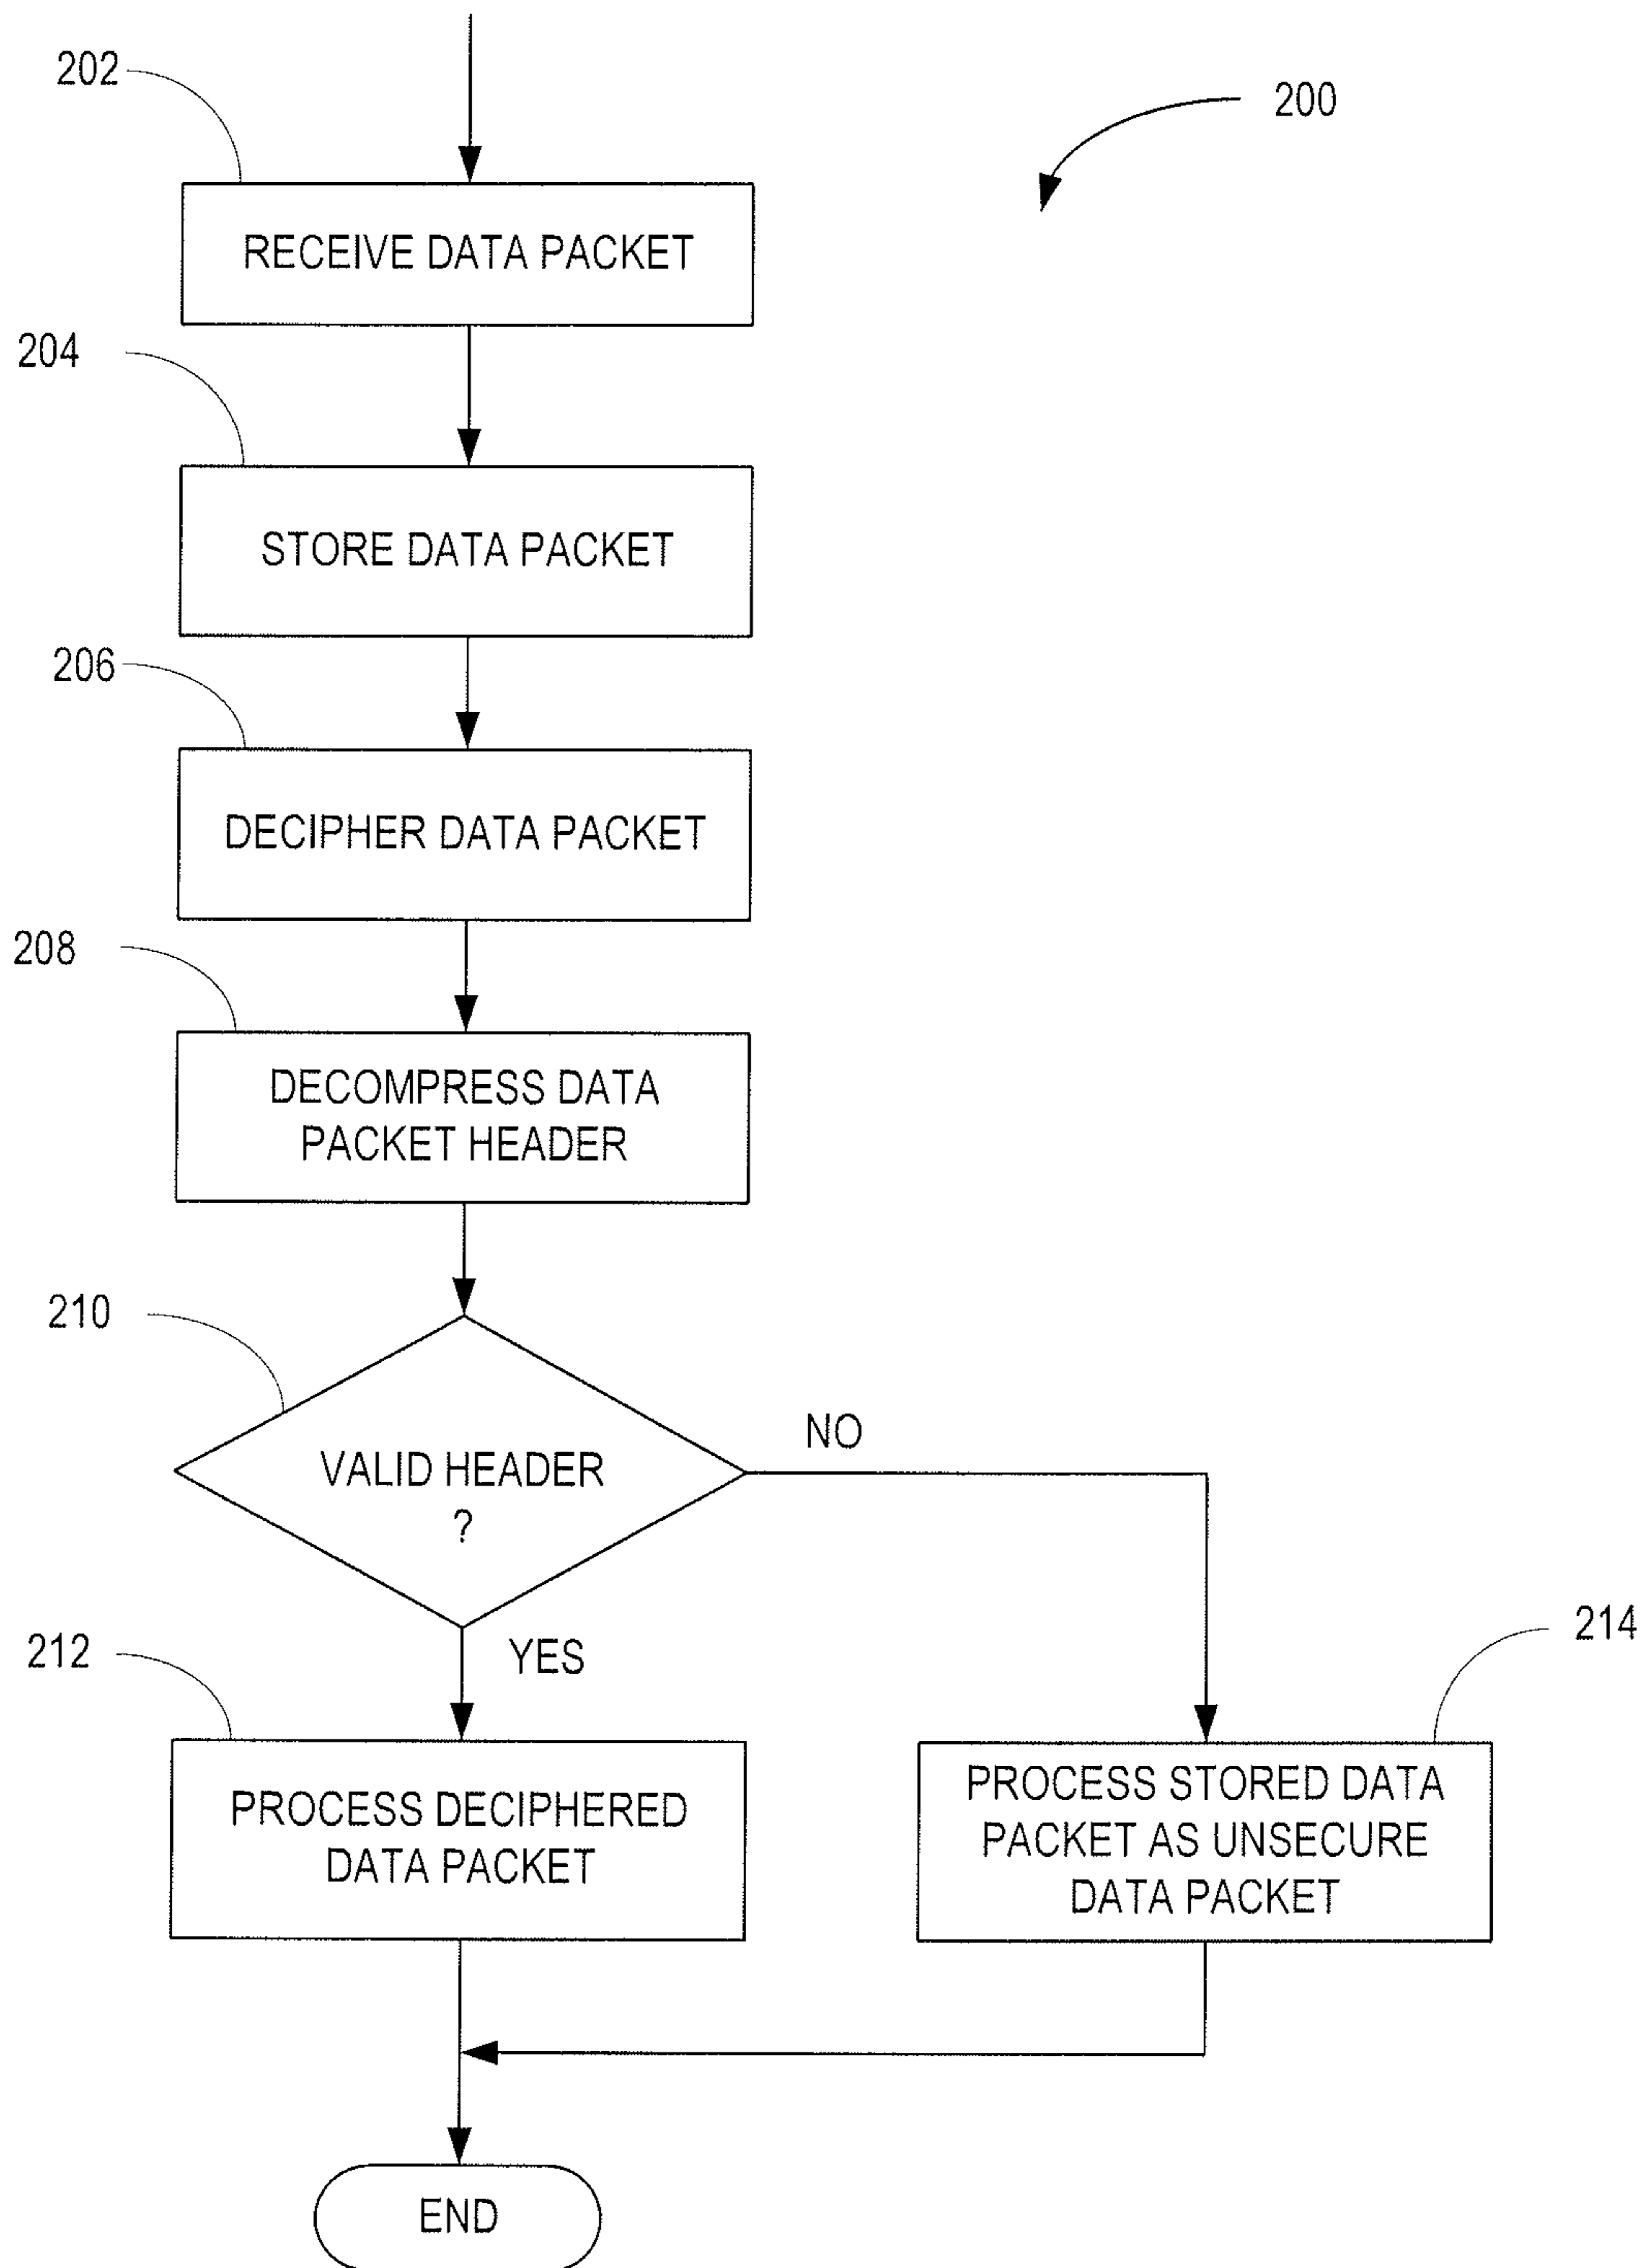 202
200
RECEIVE DATA PACKET
204
STORE DATA PACKET
206
DECIPHER DATA PACKET
208
DECOMPRESS DATA
PACKET HEADER
210
NO
VALID HEADER
?
212
YES
214
PROCESS DECIPHERED
DATA PACKET
PROCESS STORED DATA
PACKET AS UNSECURE
DATA PACKET
END